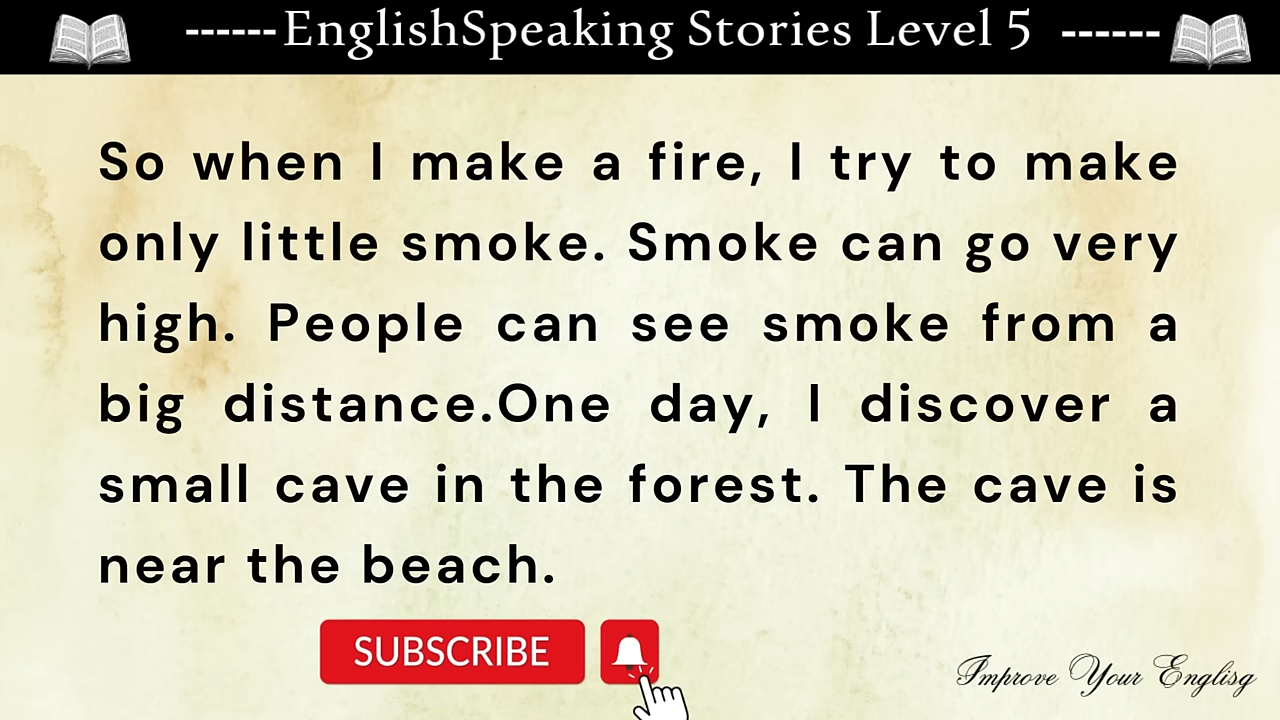 ------EnglishSpeaking Stories Level 5 ------
So when I make a fire, I try to make
only little smoke. Smoke can go very
high. People can see smoke from a
big distance.One day, I discover a
small cave in the forest. The cave is
near the beach.
SUBSCRIBE
Improve Your Englisg